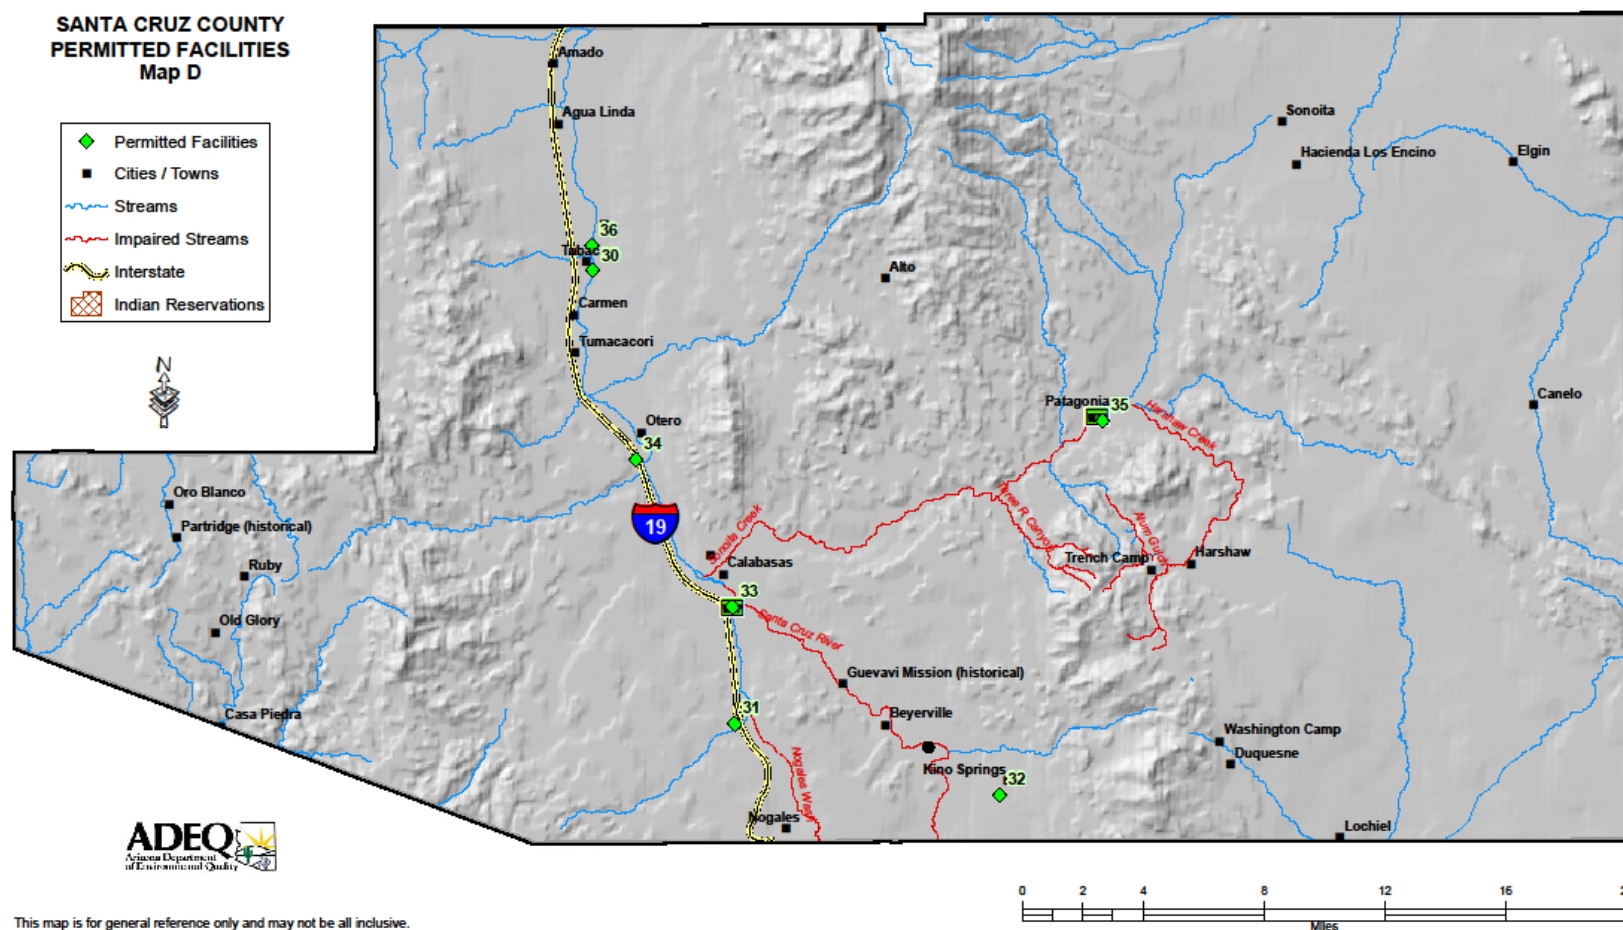 SANTA CRUZ COUNTY
PERMITTED FACILITIES
Map D
Permitted Facilities
Cities / Towns
Streams
Impaired Streams
Interstate
Indian Reservations
N
Amado
Agua Linda
Sonoita
Hacienda Los Encino
Elgin
36
Tubac
30
Alto
Carmen
Tumacacori
Canelo
Patagonia
35
Harshaw Creek
Otero
34
Oro Blanco
Partridge (historical)
19
Three R Canyon
Alum Gulch
Sonoita Creek
Ruby
Calabasas
Trench Camp
Harshaw
33
Santa Cruz River
Old Glory
Guevavi Mission (historical)
Casa Piedra
31
Beyerville
Washington Camp
Duquesne
Nogales Wash
Kino Springs
32
Nogales
Lochiel
ADEQ
Arizona Department
of Environmental Quality
0 2 4 8 12 16
Miles
This map is for general reference only and may not be all inclusive.